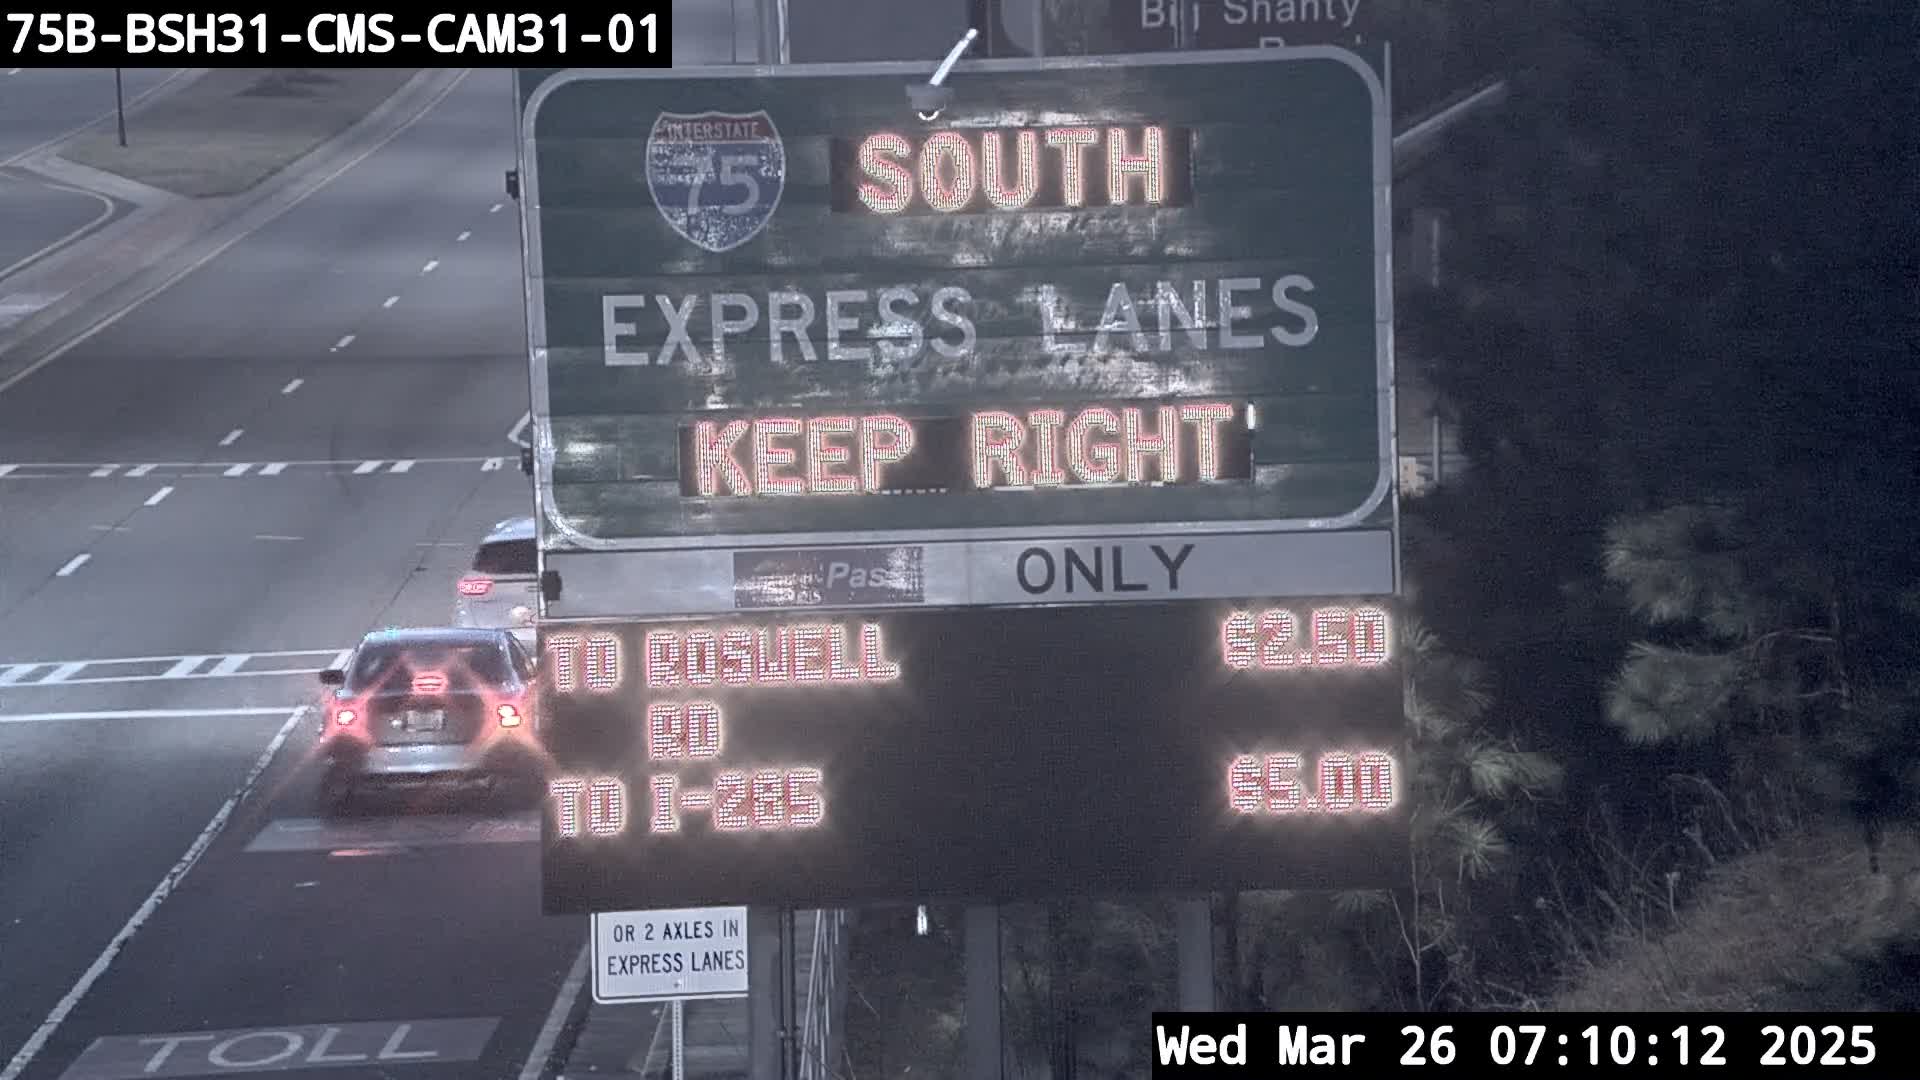 75B-BSH31-CMS-CAM31-01
Shanty
INTERSTATE
75
SOUTH
EXPRESS LANES
KEEP RIGHT
Pass ONLY
TO ROSWELL $2.50
RD
TO I-285 $5.00
OR 2 AXLES IN
EXPRESS LANES
TOLL
Wed Mar 26 07:10:12 2025